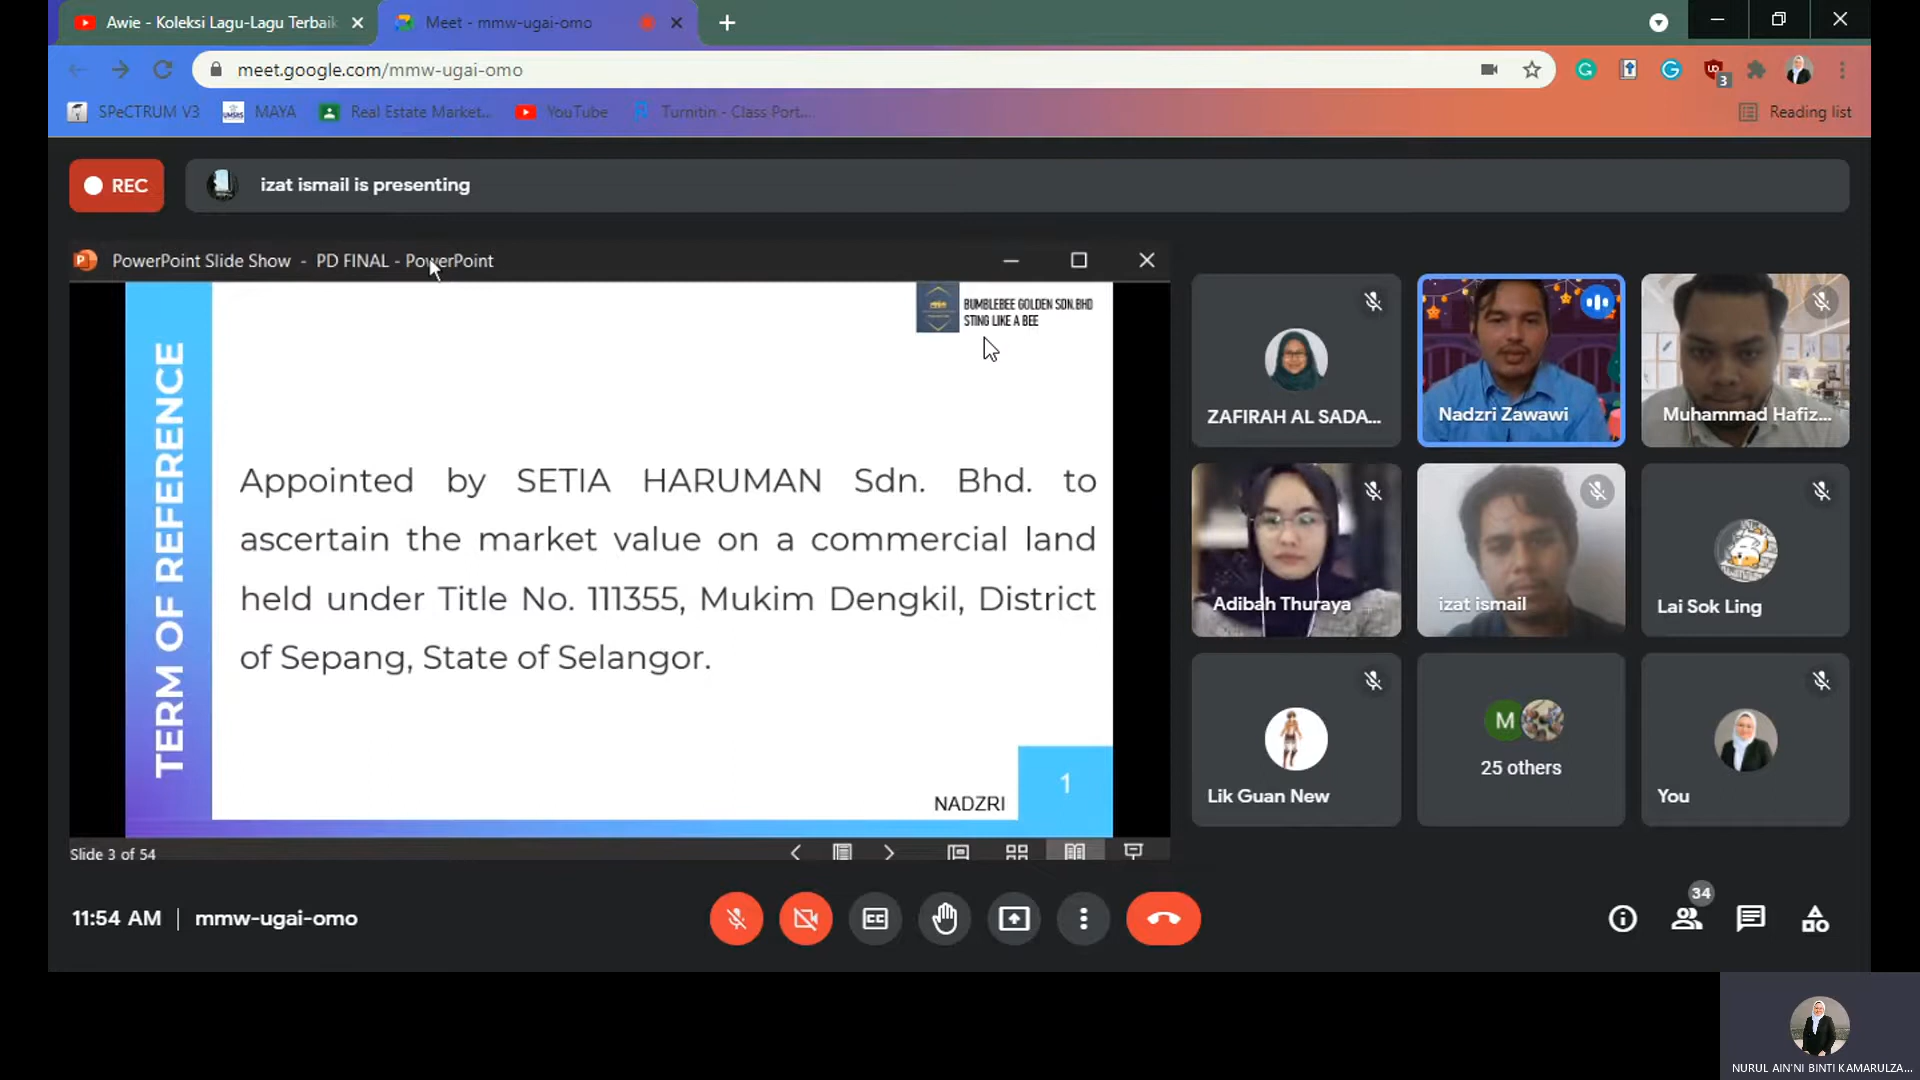 Awie - Koleksi Lagu-Lagu Terbaik
Meet - mmw-ugai-omo
meet.google.com/mmw-ugai-omo
3
SPeCTRUM V3
MAYA
Real Estate Market...
YouTube
Turnitin - Class Port...
Reading list
REC
izat ismail is presenting
PowerPoint Slide Show - PD FINAL - PowerPoint
BUMBLEBEE GOLDEN SDN.BHD
STING LIKE A BEE
TERM OF REFERENCE
Appointed by SETIA HARUMAN Sdn. Bhd. to
ascertain the market value on a commercial land
held under Title No. 111355, Mukim Dengkil, District
of Sepang, State of Selangor.
NADZRI
1
Slide 3 of 54
ZAFIRAH AL SADA...
Nadzri Zawawi
Muhammad Hafiz...
Adibah Thuraya
izat ismail
Lai Sok Ling
Lik Guan New
M
25 others
You
11:54 AM | mmw-ugai-omo
34
NURUL AIN'NI BINTI KAMARULZA...